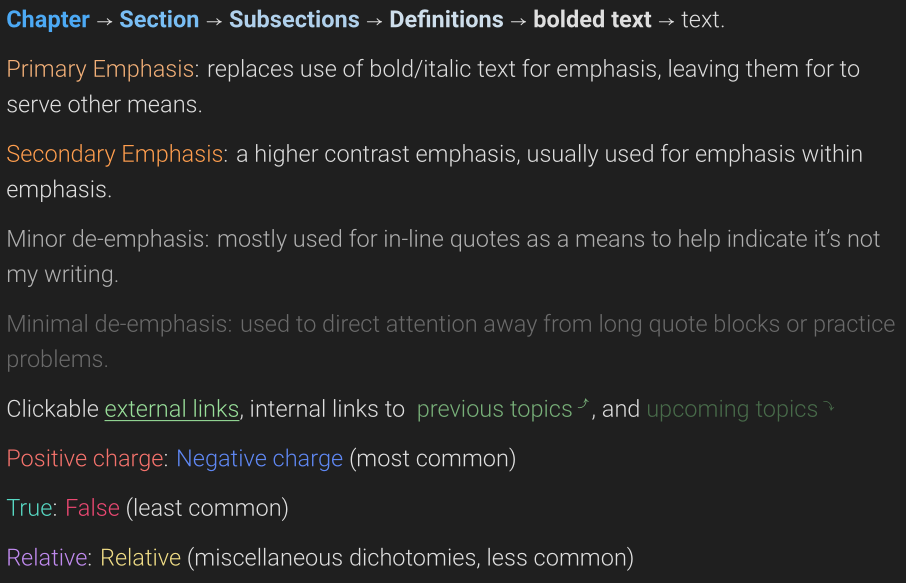 Chapter → Section → Subsections → Definitions → bolded text → text.
Primary Emphasis: replaces use of bold/italic text for emphasis, leaving them for to
serve other means.
Secondary Emphasis: a higher contrast emphasis, usually used for emphasis within
emphasis.
Minor de-emphasis: mostly used for in-line quotes as a means to help indicate it’s not
my writing.
Minimal de-emphasis: used to direct attention away from long quote blocks or practice
problems.
Clickable external links, internal links to previous topics⤴, and upcoming topics⤵
Positive charge: Negative charge (most common)
True: False (least common)
Relative: Relative (miscellaneous dichotomies, less common)